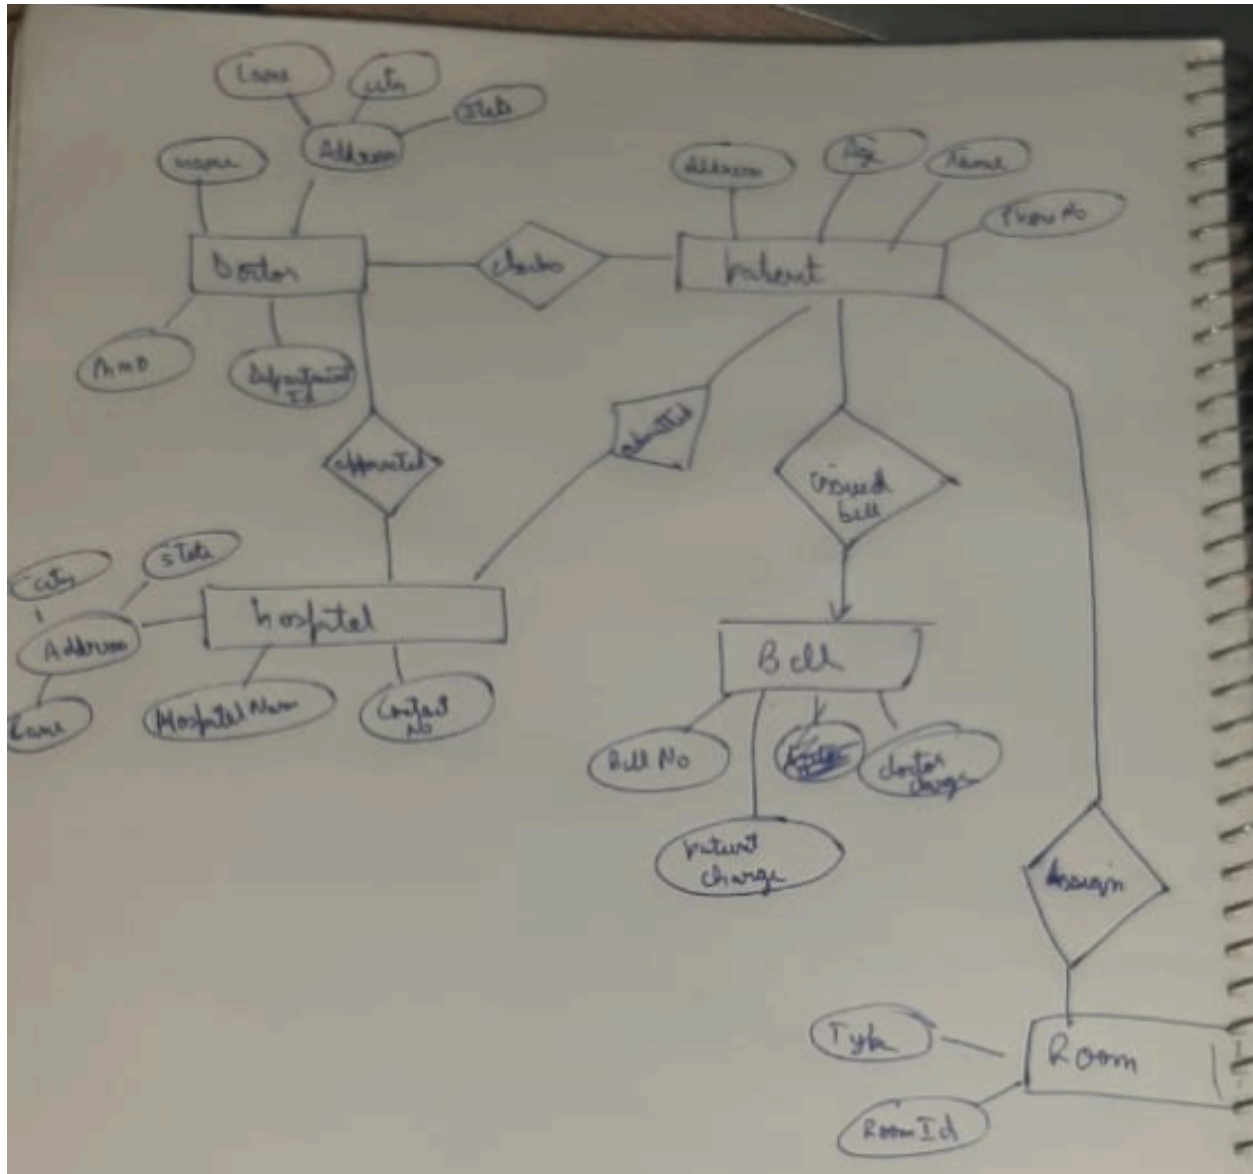 Lane
city
State
Address
name
Address
Age
Name
Phone No
Doctor
checks
patient
Department
Id
appointed
admitted
issued
bill
city
state
Address
Lane
hospital
Hospital Name
Contact
No
Bill
Bill No
doctor
charge
patient
charge
Assign
Type
Room
Room Id